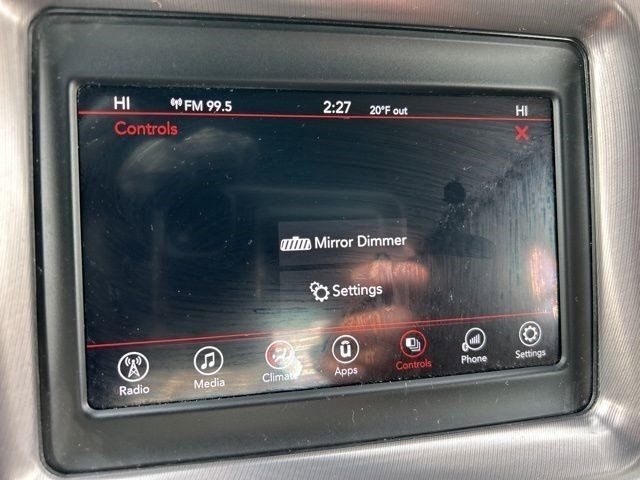 HI FM 99.5 2:27 20°F out HI
Controls
Mirror Dimmer
Settings
Radio Media Climate Apps Controls Phone Settings